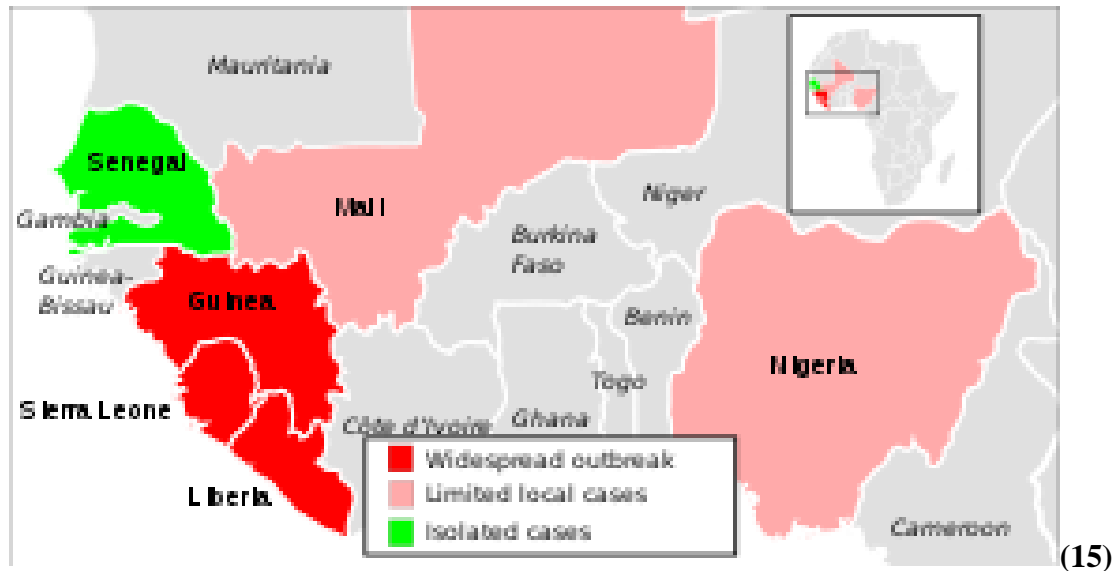 Mauritania
Senegal
Mali
Niger
Gambia
Burkina
Faso
Guinea-
Bissau
Guinea
Benin
Nigeria
Togo
Sierra Leone
Côte d'Ivoire
Ghana
Widespread outbreak
Limited local cases
Liberia
Isolated cases
Cameroon
(15)